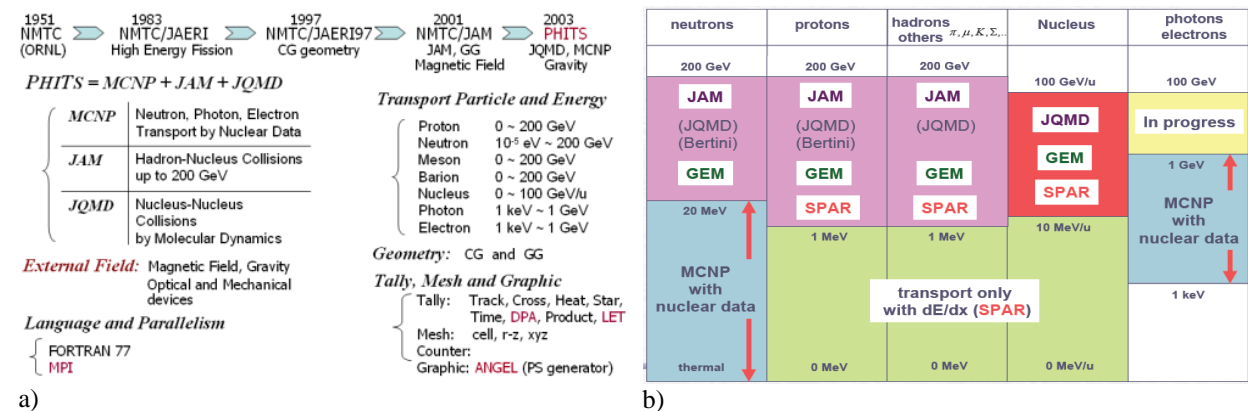 1951 1983 1997 2001 2003
NMTC NMTC/JAERI NMTC/JAERI97 NMTC/JAM PHITS
(ORNL) High Energy Fission CG geometry JAM, GG JQMD, MCNP
Magnetic Field Gravity
PHITS = MCNP + JAM + JQMD
MCNP Neutron, Photon, Electron
Transport by Nuclear Data
JAM Hadron-Nucleus Collisions
up to 200 GeV
JQMD Nucleus-Nucleus
Collisions
by Molecular Dynamics
External Field: Magnetic Field, Gravity
Optical and Mechanical
devices
Language and Parallelism
FORTRAN 77
MPI
Transport Particle and Energy
Proton 0 ~ 200 GeV
Neutron 10⁻⁵ eV ~ 200 GeV
Meson 0 ~ 200 GeV
Barion 0 ~ 200 GeV
Nucleus 0 ~ 100 GeV/u
Photon 1 keV ~ 1 GeV
Electron 1 keV ~ 1 GeV
Geometry: CG and GG
Tally, Mesh and Graphic
Tally: Track, Cross, Heat, Star,
Time, DPA, Product, LET
Mesh: cell, r-z, xyz
Counter:
Graphic: ANGEL (PS generator)
a)
neutrons protons hadrons Nucleus photons
others π, μ, K, Σ, .. electrons
200 GeV 200 GeV 200 GeV 100 GeV/u 100 GeV
JAM JAM JAM JQMD In progress
(JQMD) (JQMD) (JQMD)
(Bertini) (Bertini)
GEM GEM GEM GEM 1 GeV
SPAR SPAR SPAR
20 MeV 1 MeV 1 MeV 10 MeV/u
MCNP
with
nuclear data
MCNP
with
nuclear data
transport only
with dE/dx (SPAR)
1 keV
thermal 0 MeV 0 MeV 0 MeV/u
b)